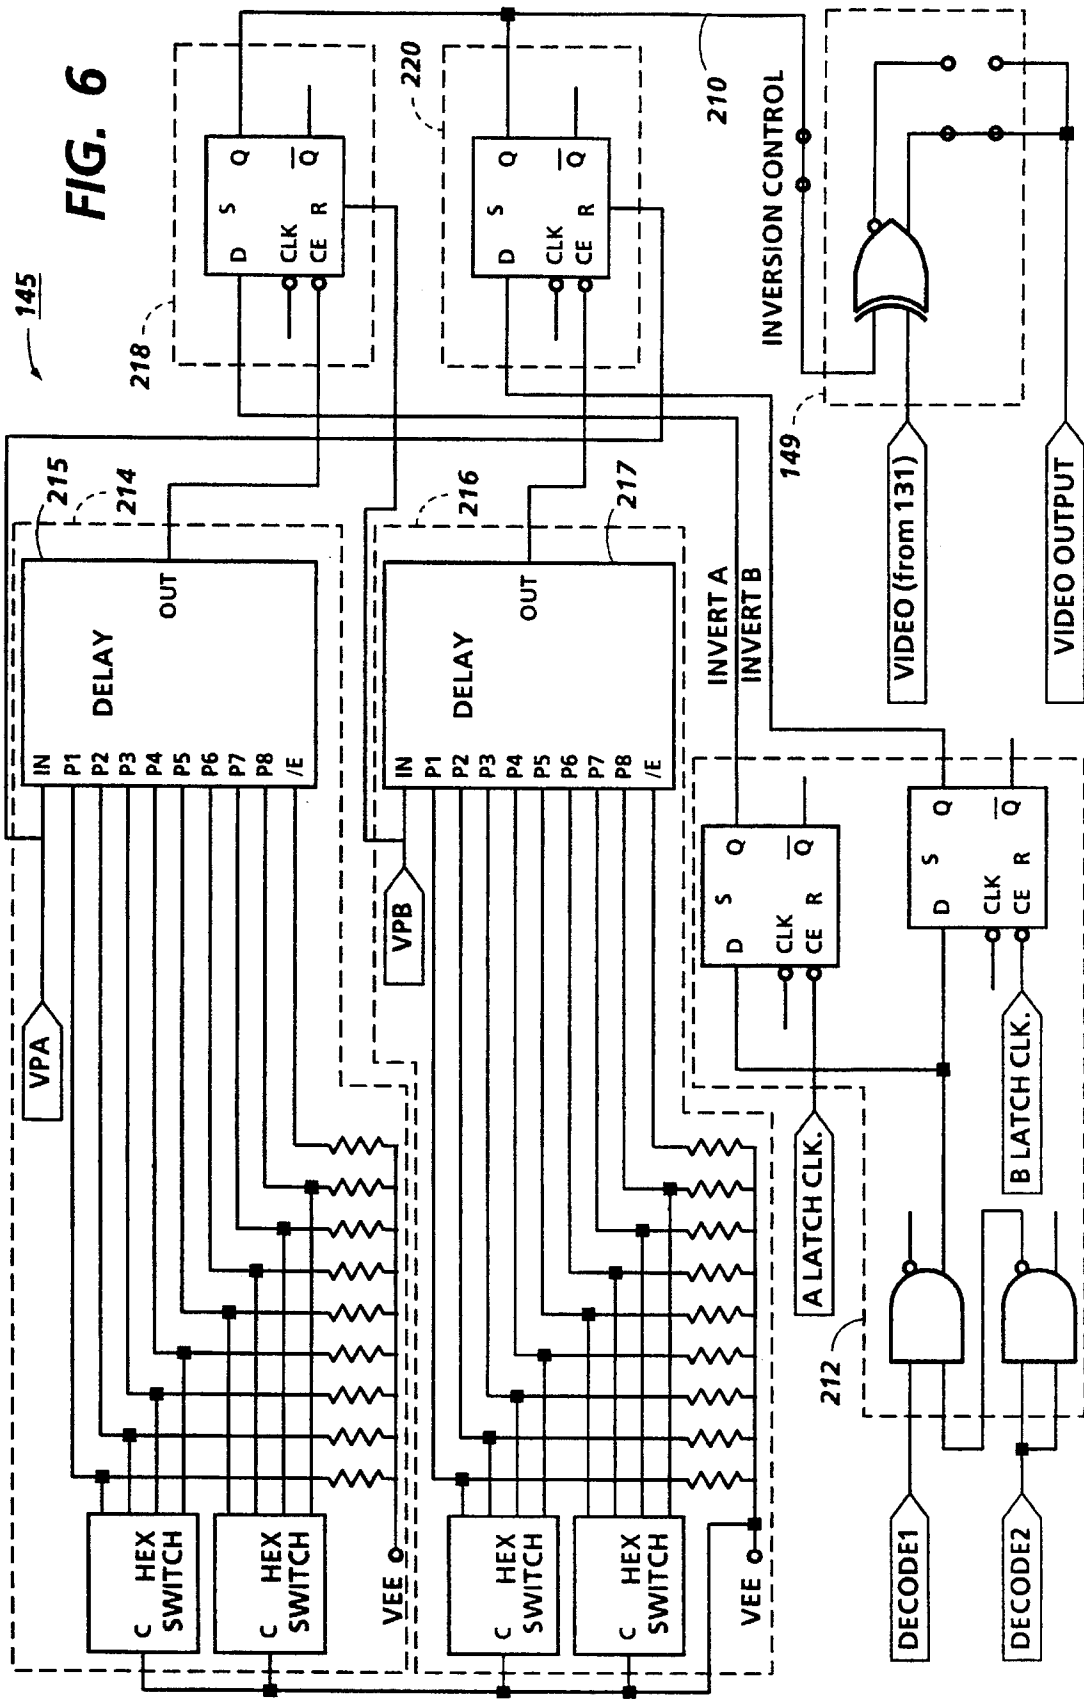 FIG. 6
145
VPA
IN
P1
P2
P3
P4
P5
P6
P7
P8
/E
DELAY
OUT
215
214
C HEX SWITCH
C HEX SWITCH
VEE
218
D S Q
CLK
CE R Q
VPB
IN
P1
P2
P3
P4
P5
P6
P7
P8
/E
DELAY
OUT
216
217
C HEX SWITCH
C HEX SWITCH
VEE
220
D S Q
CLK
CE R Q
210
INVERT A
INVERT B
INVERSION CONTROL
D S Q
CLK
CE R Q
A LATCH CLK.
D S Q
CLK
CE R Q
B LATCH CLK.
212
DECODE1
DECODE2
149
VIDEO (from 131)
VIDEO OUTPUT